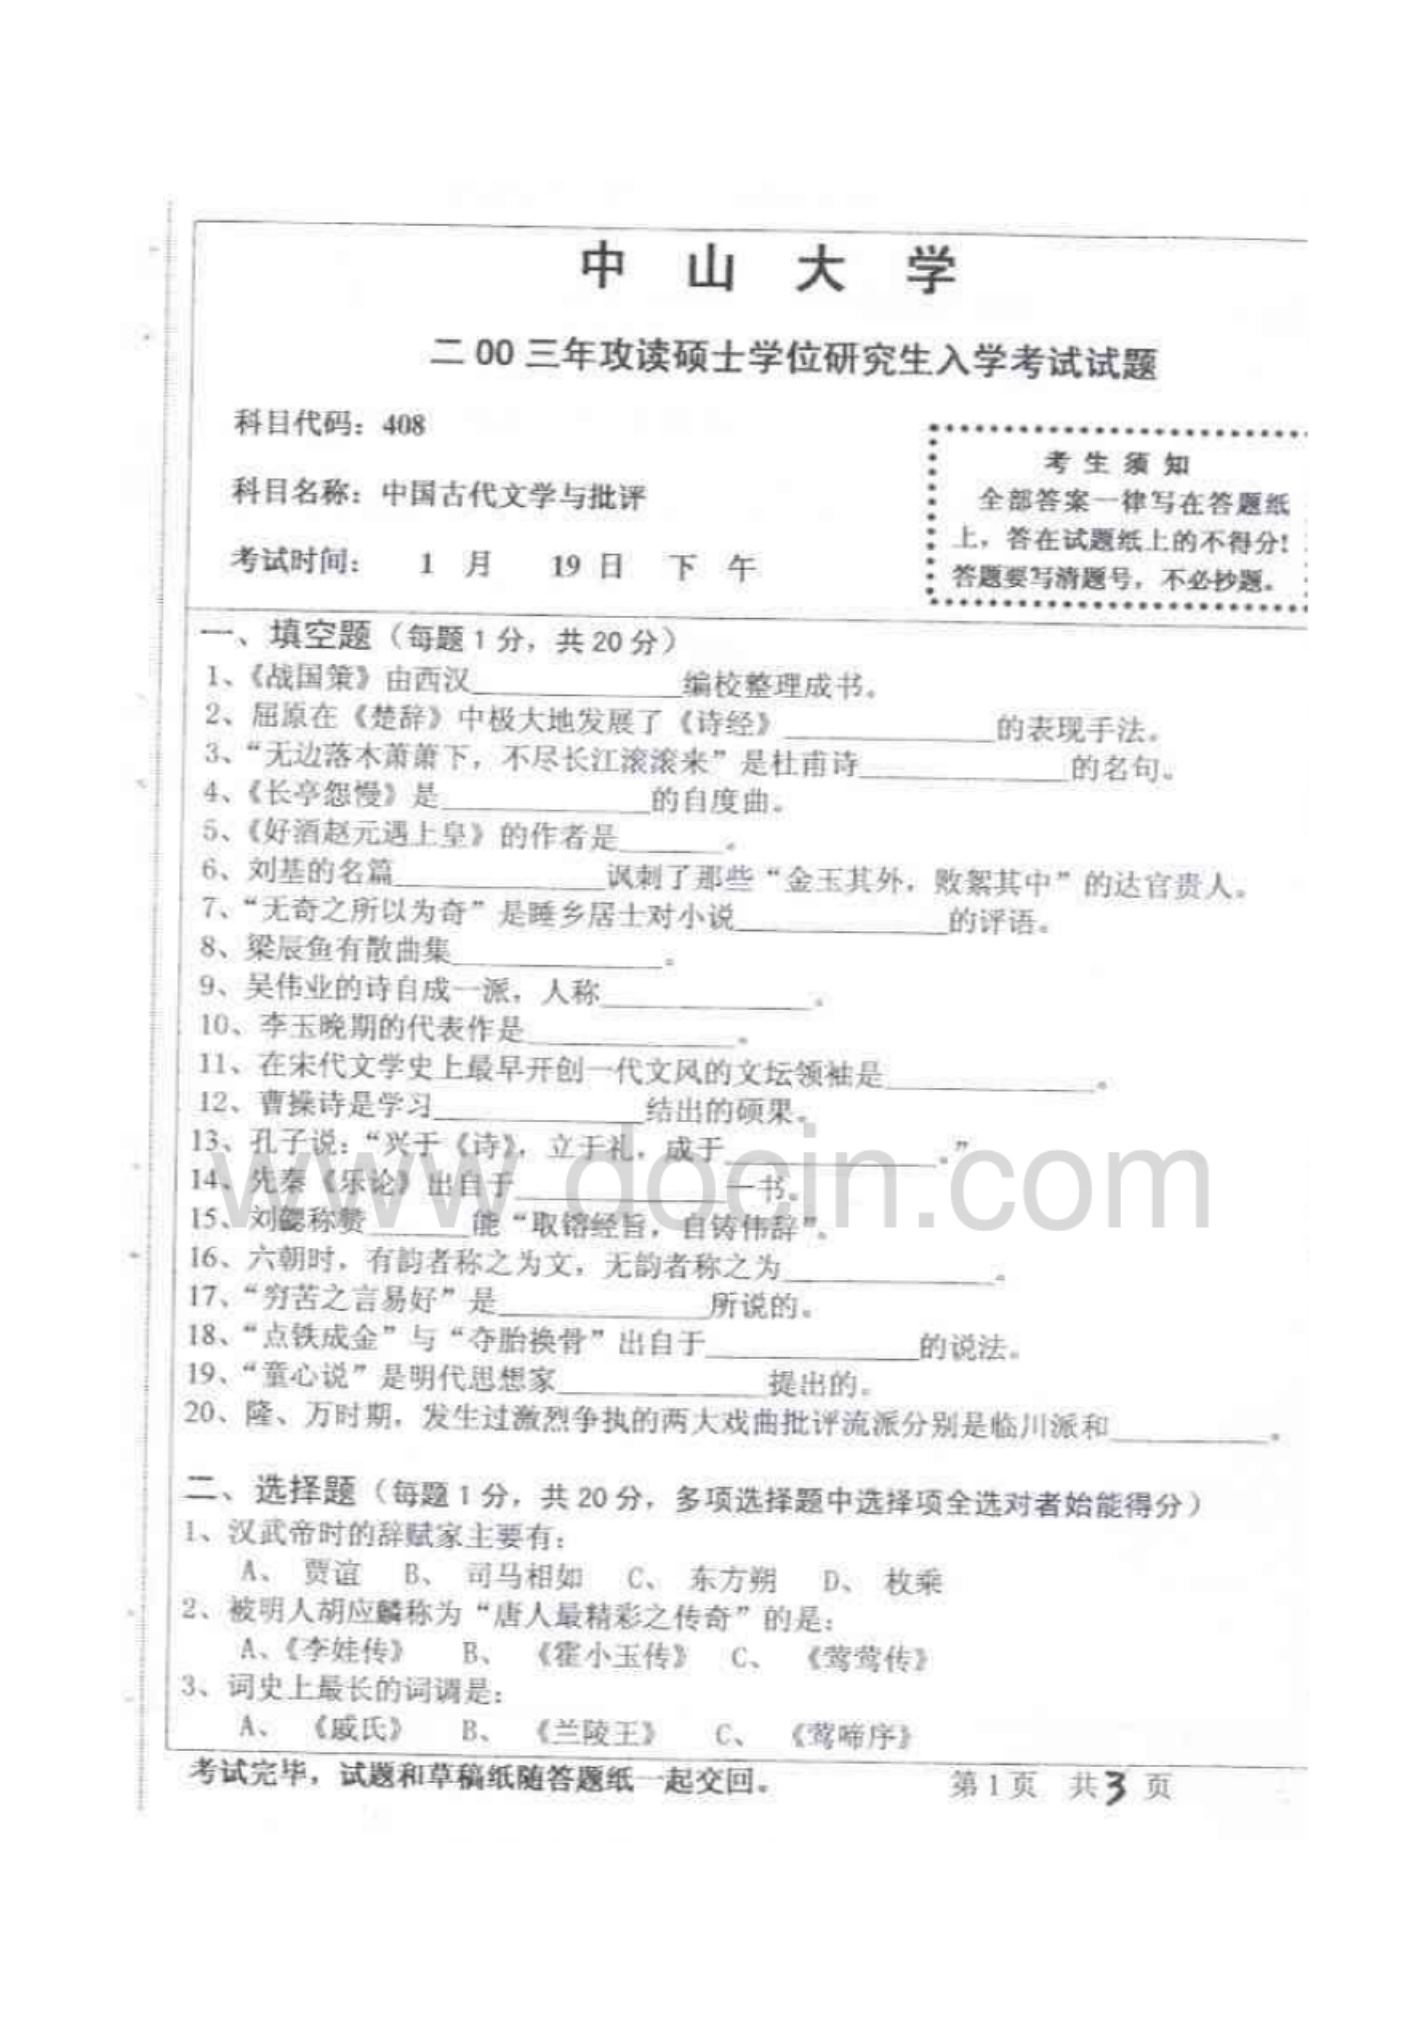 中 山 大 学
二00三年攻读硕士学位研究生入学考试试题
科目代码：408
科目名称：中国古代文学与批评
考试时间： 1 月 19 日 下 午
考 生 须 知
全部答案一律写在答题纸
上，答在试题纸上的不得分！
答题要写清题号，不必抄题。
一、填空题（每题1分，共20分）
1、《战国策》由西汉______________编校整理成书。
2、屈原在《楚辞》中极大地发展了《诗经》______________的表现手法。
3、“无边落木萧萧下，不尽长江滚滚来”是杜甫诗______________的名句。
4、《长亭怨慢》是______________的自度曲。
5、《好酒赵元遇上皇》的作者是_______。
6、刘基的名篇______________讽刺了那些“金玉其外，败絮其中”的达官贵人。
7、“无奇之所以为奇”是睡乡居士对小说______________的评语。
8、梁辰鱼有散曲集______________。
9、吴伟业的诗自成一派，人称______________。
10、李玉晚期的代表作是______________。
11、在宋代文学史上最早开创一代文风的文坛领袖是______________。
12、曹操诗是学习______________结出的硕果。
13、孔子说：“兴于《诗》，立于礼，成于______________。”
14、先秦《乐论》出自于______________一书。
15、刘勰称赞_______能“取镕经旨，自铸伟辞”。
16、六朝时，有韵者称之为文，无韵者称之为______________。
17、“穷苦之言易好”是______________所说的。
18、“点铁成金”与“夺胎换骨”出自于______________的说法。
19、“童心说”是明代思想家______________提出的。
20、隆、万时期，发生过激烈争执的两大戏曲批评流派分别是临川派和__________。
二、选择题（每题1分，共20分，多项选择题中选择项全选对者始能得分）
1、汉武帝时的辞赋家主要有：
A、 贾谊 B、 司马相如 C、 东方朔 D、 枚乘
2、被明人胡应麟称为“唐人最精彩之传奇”的是：
A、《李娃传》 B、 《霍小玉传》 C、 《莺莺传》
3、词史上最长的词调是：
A、 《戚氏》 B、 《兰陵王》 C、 《莺啼序》
考试完毕，试题和草稿纸随答题纸一起交回。 第1页 共3页
www.docin.com